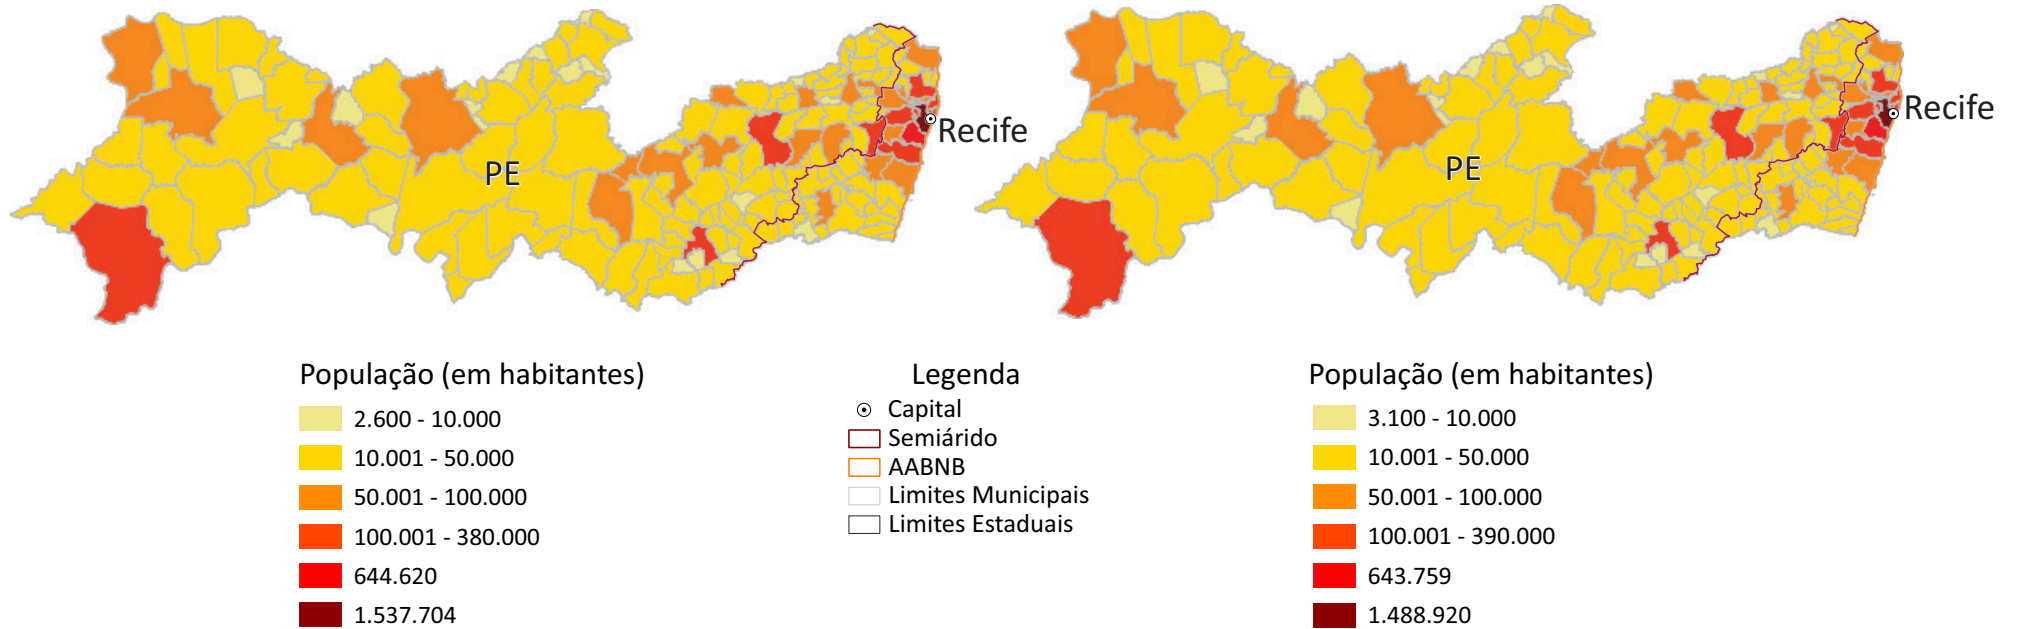 Recife
PE
Recife
PE
População (em habitantes)
2.600 - 10.000
10.001 - 50.000
50.001 - 100.000
100.001 - 380.000
644.620
1.537.704
Legenda
Capital
Semiárido
AABNB
Limites Municipais
Limites Estaduais
População (em habitantes)
3.100 - 10.000
10.001 - 50.000
50.001 - 100.000
100.001 - 390.000
643.759
1.488.920